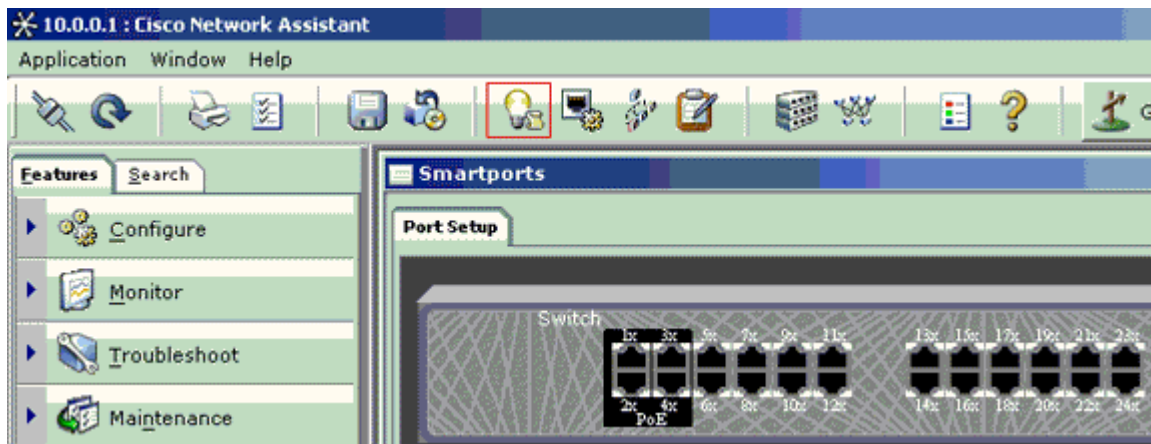 10.0.0.1 : Cisco Network Assistant
Application Window Help
G
Features Search
Smartports
Configure
Port Setup
Monitor
Switch
1x 3x 5x 7x 9x 11x 13x 15x 17x 19x 21x 23x
Troubleshoot
2x 4x 6x 8x 10x 12x 14x 16x 18x 20x 22x 24x
PoE
Maintenance